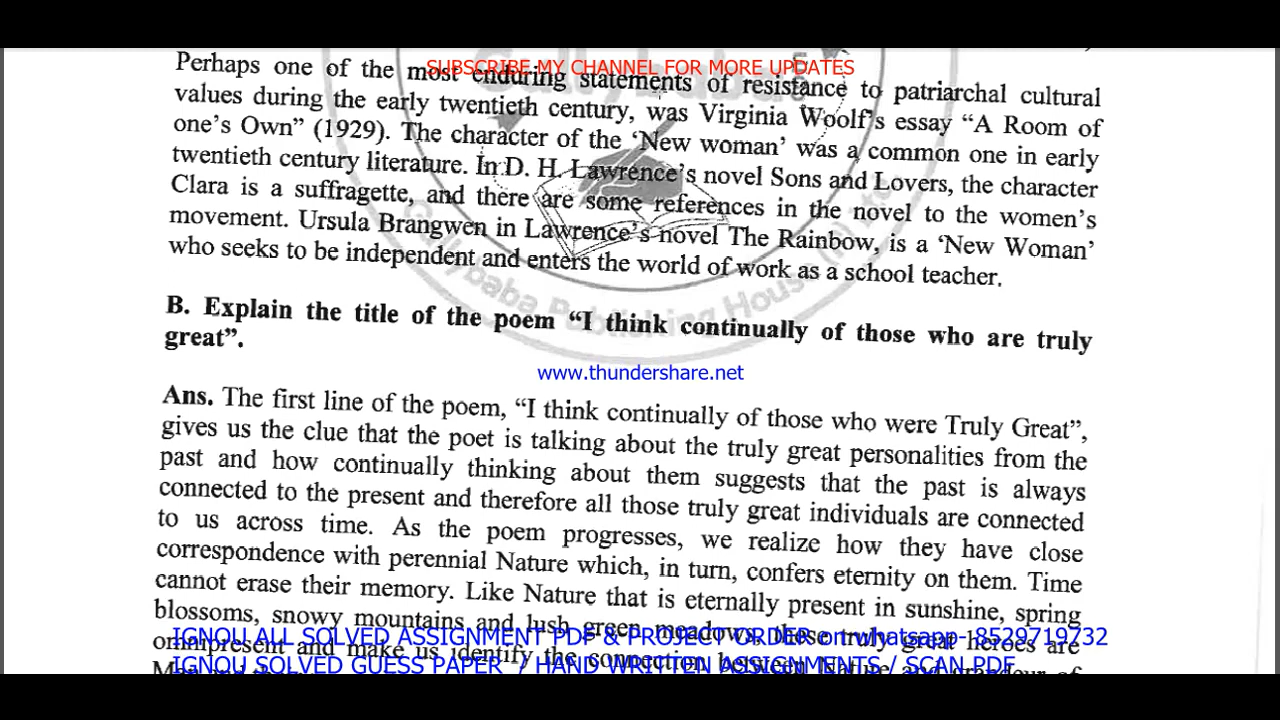 SUBSCRIBE MY CHANNEL FOR MORE UPDATES
Perhaps one of the most enduring statements of resistance to patriarchal cultural
values during the early twentieth century, was Virginia Woolf's essay “A Room of
one's Own” (1929). The character of the ‘New woman’ was a common one in early
twentieth century literature. In D. H. Lawrence's novel Sons and Lovers, the character
Clara is a suffragette, and there are some references in the novel to the women's
movement. Ursula Brangwen in Lawrence's novel The Rainbow, is a ‘New Woman’
who seeks to be independent and enters the world of work as a school teacher.
Gullybaba Publishing House (P) Ltd.
B. Explain the title of the poem “I think continually of those who are truly
great”.
www.thundershare.net
Ans. The first line of the poem, “I think continually of those who were Truly Great”,
gives us the clue that the poet is talking about the truly great personalities from the
past and how continually thinking about them suggests that the past is always
connected to the present and therefore all those truly great individuals are connected
to us across time. As the poem progresses, we realize how they have close
correspondence with perennial Nature which, in turn, confers eternity on them. Time
cannot erase their memory. Like Nature that is eternally present in sunshine, spring
blossoms, snowy mountains and lush green meadows, these truly great heroes are
IGNOU ALL SOLVED ASSIGNMENT PDF & PROJECT ORDER on whatsapp- 8529719732
omnipresent and make us identify the connection between Nature and grandeur of
IGNOU SOLVED GUESS PAPER / HAND WRITTEN ASSIGNMENTS / SCAN PDF